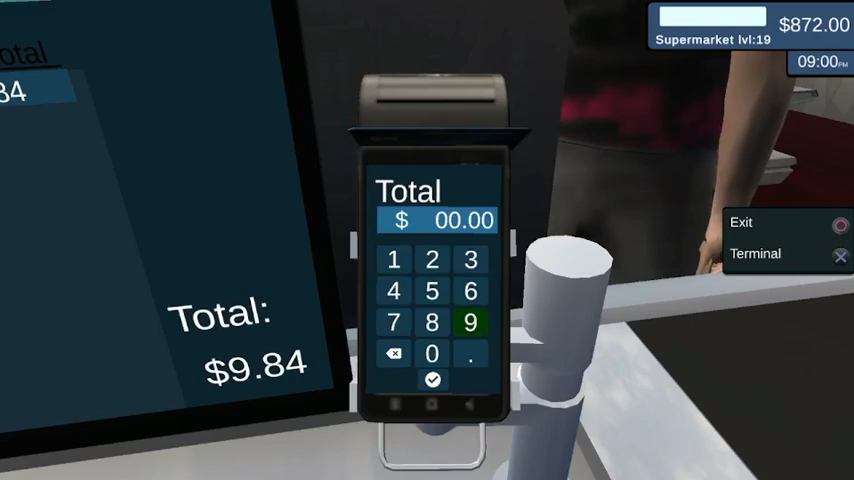 otal
84
Total:
$9.84
Total
$ 00.00
1 2 3
4 5 6
7 8 9
0 .
$872.00
Supermarket lvl:19
09:00PM
Exit
Terminal